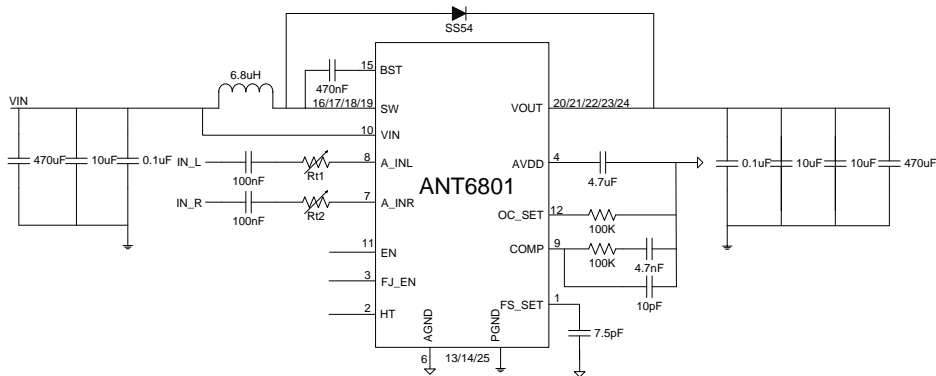 SS54
15
BST
470nF
6.8uH
16/17/18/19
SW
VOUT
20/21/22/23/24
VIN
10
VIN
470uF
10uF
0.1uF
IN_L
100nF
Rt1
8
A_INL
IN_R
100nF
Rt2
7
A_INR
ANT6801
AVDD
4
4.7uF
OC_SET
12
100K
COMP
9
100K
4.7nF
10pF
0.1uF
10uF
10uF
470uF
11
EN
3
FJ_EN
2
HT
FS_SET
1
7.5pF
AGND
PGND
6
13/14/25